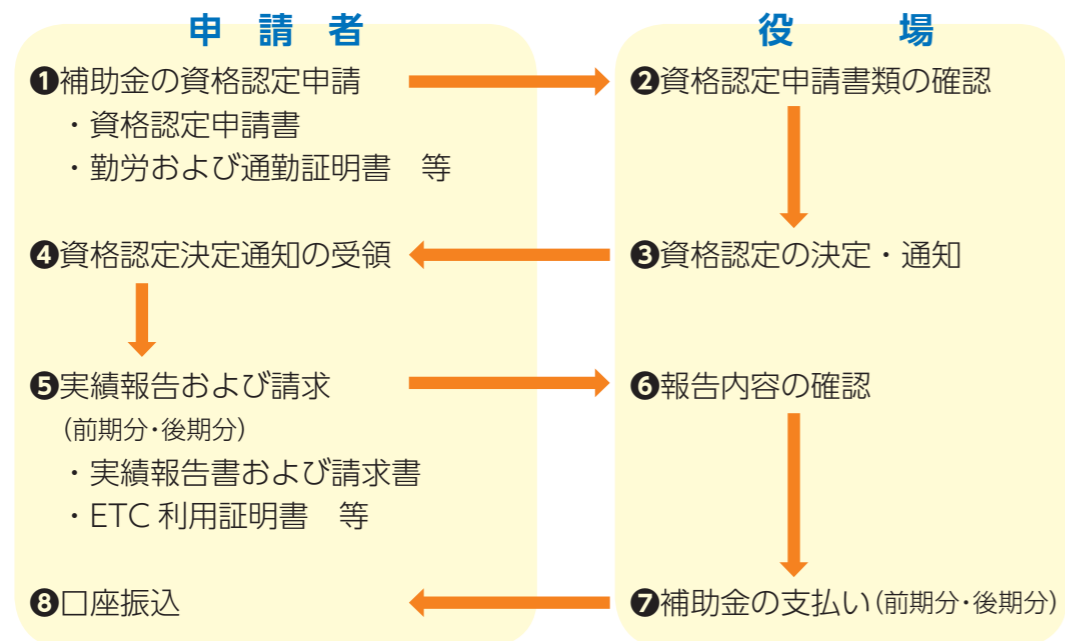 申請者
❶補助金の資格認定申請
・資格認定申請書
・勤労および通勤証明書　等
❹資格認定決定通知の受領
❺実績報告および請求
（前期分・後期分）
・実績報告書および請求書
・ETC 利用証明書　等
❽口座振込
役場
❷資格認定申請書類の確認
❸資格認定の決定・通知
❻報告内容の確認
❼補助金の支払い（前期分・後期分）